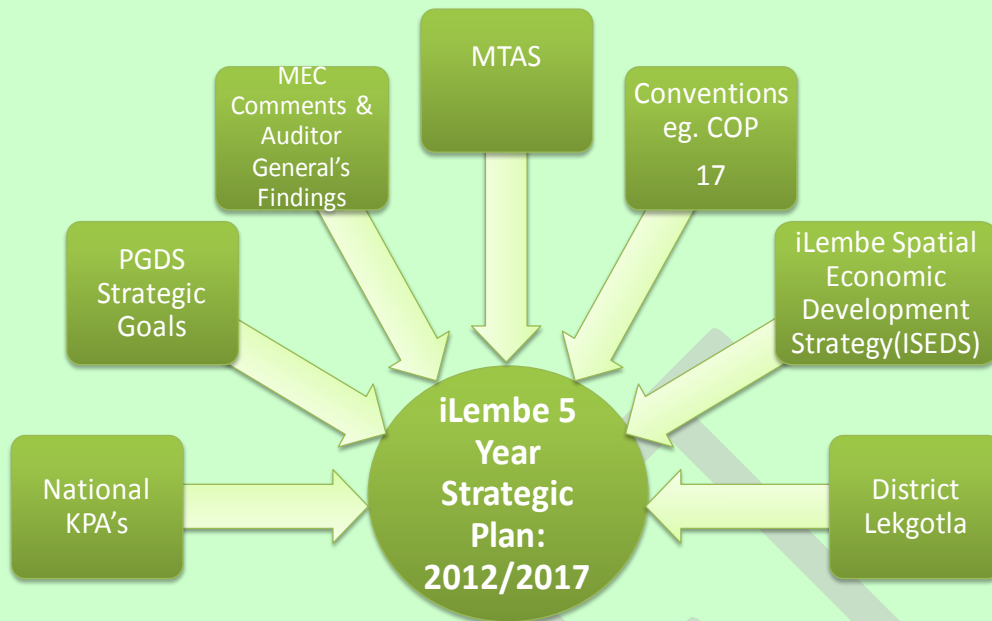 MTAS
MEC
Comments &
Auditor
General's
Findings
Conventions
eg. COP
17
PGDS
Strategic
Goals
iLembe Spatial
Economic
Development
Strategy(ISEDS)
National
KPA's
iLembe 5
Year
Strategic
Plan:
2012/2017
District
Lekgotla